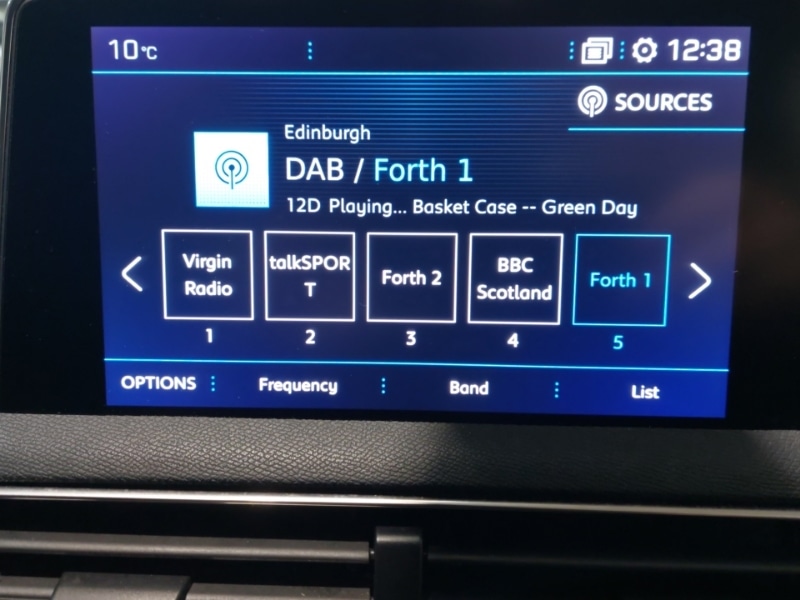 10°C
12:38
SOURCES
Edinburgh
DAB / Forth 1
12D Playing... Basket Case -- Green Day
Virgin
Radio
talkSPOR
T
Forth 2
BBC
Scotland
Forth 1
1
2
3
4
5
OPTIONS
Frequency
Band
List